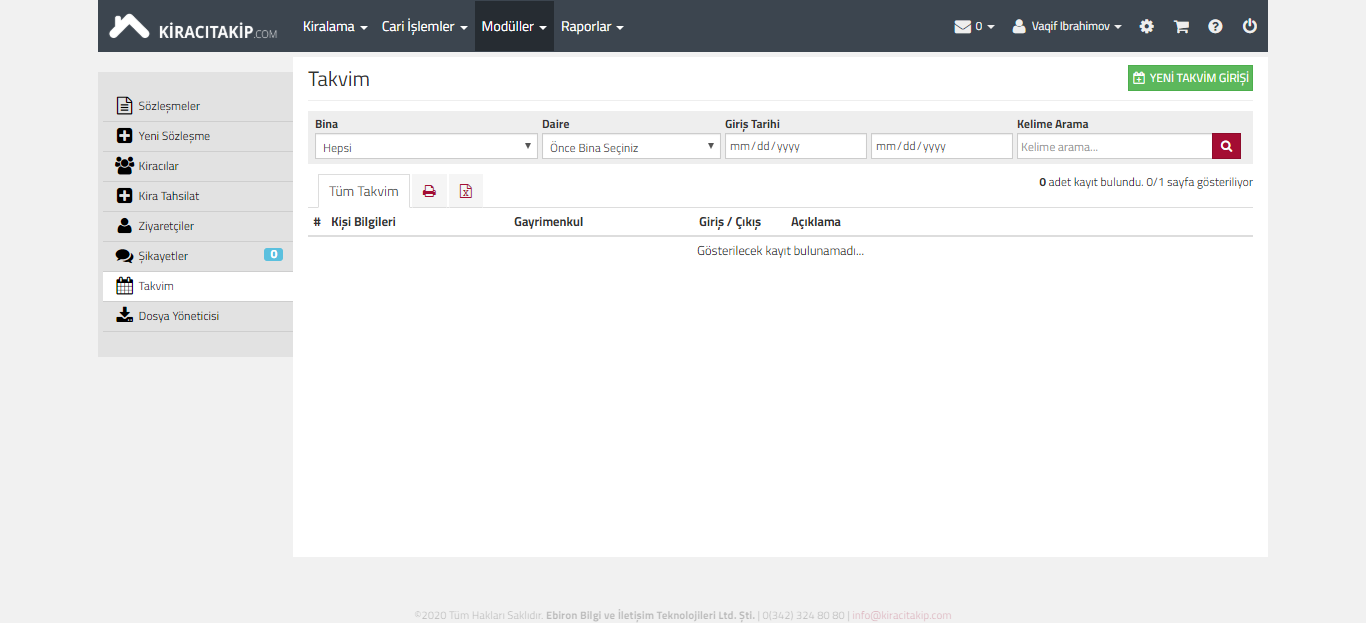 KİRACITAKİP.COM Kiralama Cari İşlemler Modüller Raporlar 0 Vaqif Ibrahimov
Takvim
YENİ TAKVİM GİRİŞİ
Sözleşmeler
Yeni Sözleşme
Kiracılar
Kira Tahsilat
Ziyaretçiler
Şikayetler 0
Takvim
Dosya Yöneticisi
Bina Daire Giriş Tarihi Kelime Arama
Hepsi Önce Bina Seçiniz mm/dd/yyyy mm/dd/yyyy Kelime arama...
Tüm Takvim
0 adet kayıt bulundu. 0/1 sayfa gösteriliyor
# Kişi Bilgileri Gayrimenkul Giriş / Çıkış Açıklama
Gösterilecek kayıt bulunamadı...
©2020 Tüm Hakları Saklıdır. Ebiron Bilgi ve İletişim Teknolojileri Ltd. Şti. | 0(342) 324 80 80 | info@kiracitakip.com